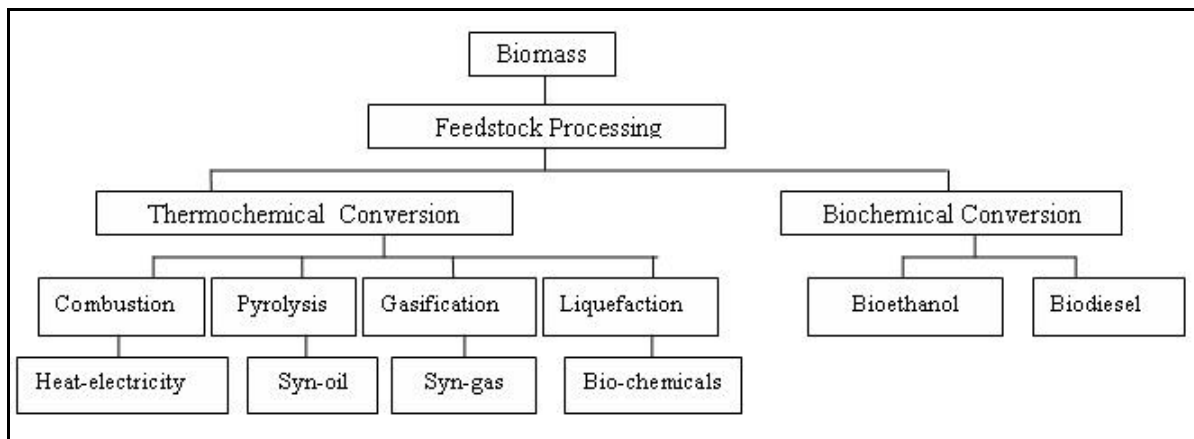 Biomass
Feedstock Processing
Thermochemical Conversion
Biochemical Conversion
Combustion
Pyrolysis
Gasification
Liquefaction
Bioethanol
Biodiesel
Heat-electricity
Syn-oil
Syn-gas
Bio-chemicals